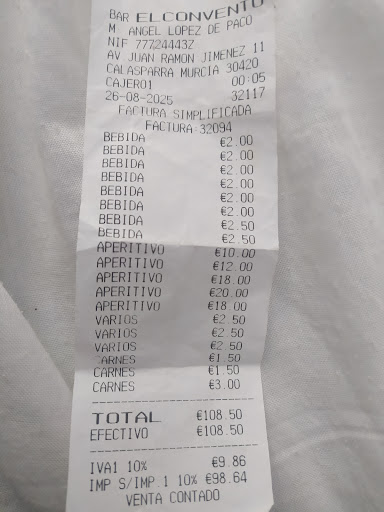 BAR EL CONVENTO
M. ANGEL LOPEZ DE PACO
NIF 77724443Z
AV JUAN RAMON JIMENEZ 11
CALASPARRA MURCIA 30420
CAJERO1 00:05
26-08-2025 32117
FACTURA SIMPLIFICADA
FACTURA:32094
BEBIDA €2.00
BEBIDA €2.00
BEBIDA €2.00
BEBIDA €2.00
BEBIDA €2.00
BEBIDA €2.00
BEBIDA €2.50
BEBIDA €2.50
APERITIVO €10.00
APERITIVO €12.00
APERITIVO €18.00
APERITIVO €20.00
APERITIVO €18.00
VARIOS €2.50
VARIOS €2.50
VARIOS €2.50
CARNES €1.50
CARNES €1.50
CARNES €3.00
TOTAL €108.50
EFECTIVO €108.50
IVA1 10% €9.86
IMP S/IMP.1 10% €98.64
VENTA CONTADO